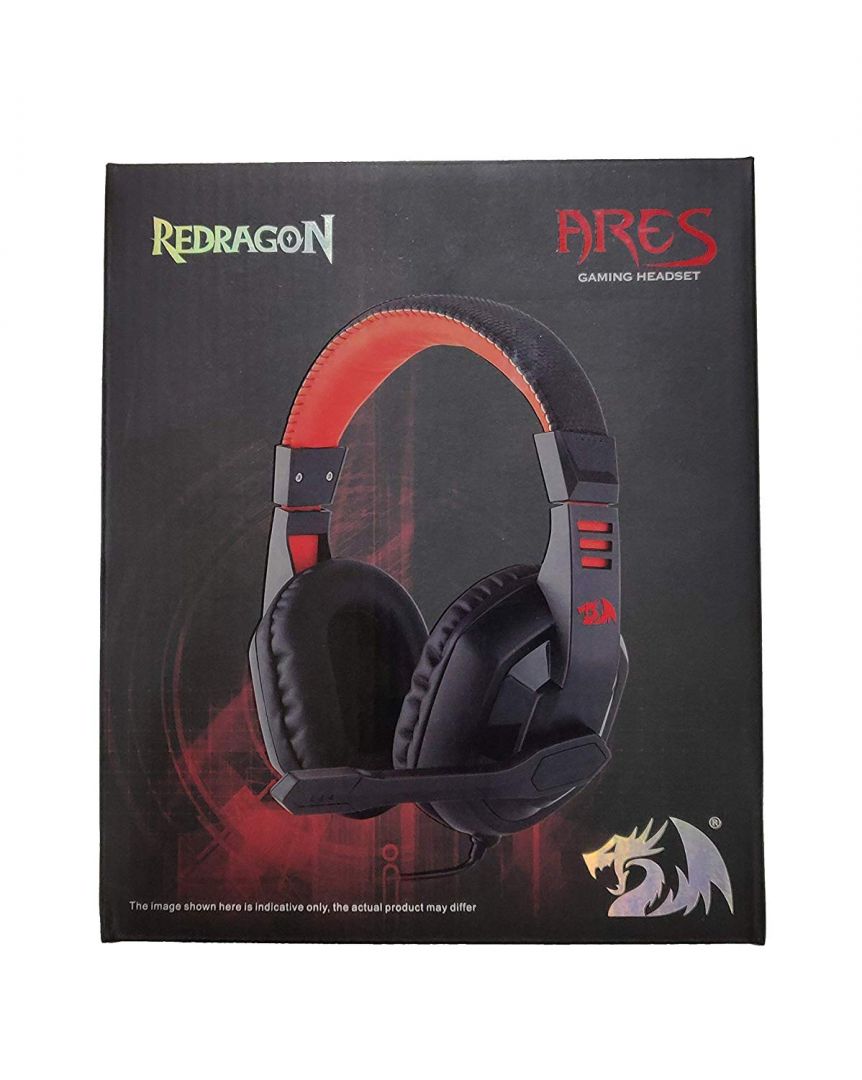 REDRAGON
ARES
GAMING HEADSET
®
The image shown here is indicative only, the actual product may differ